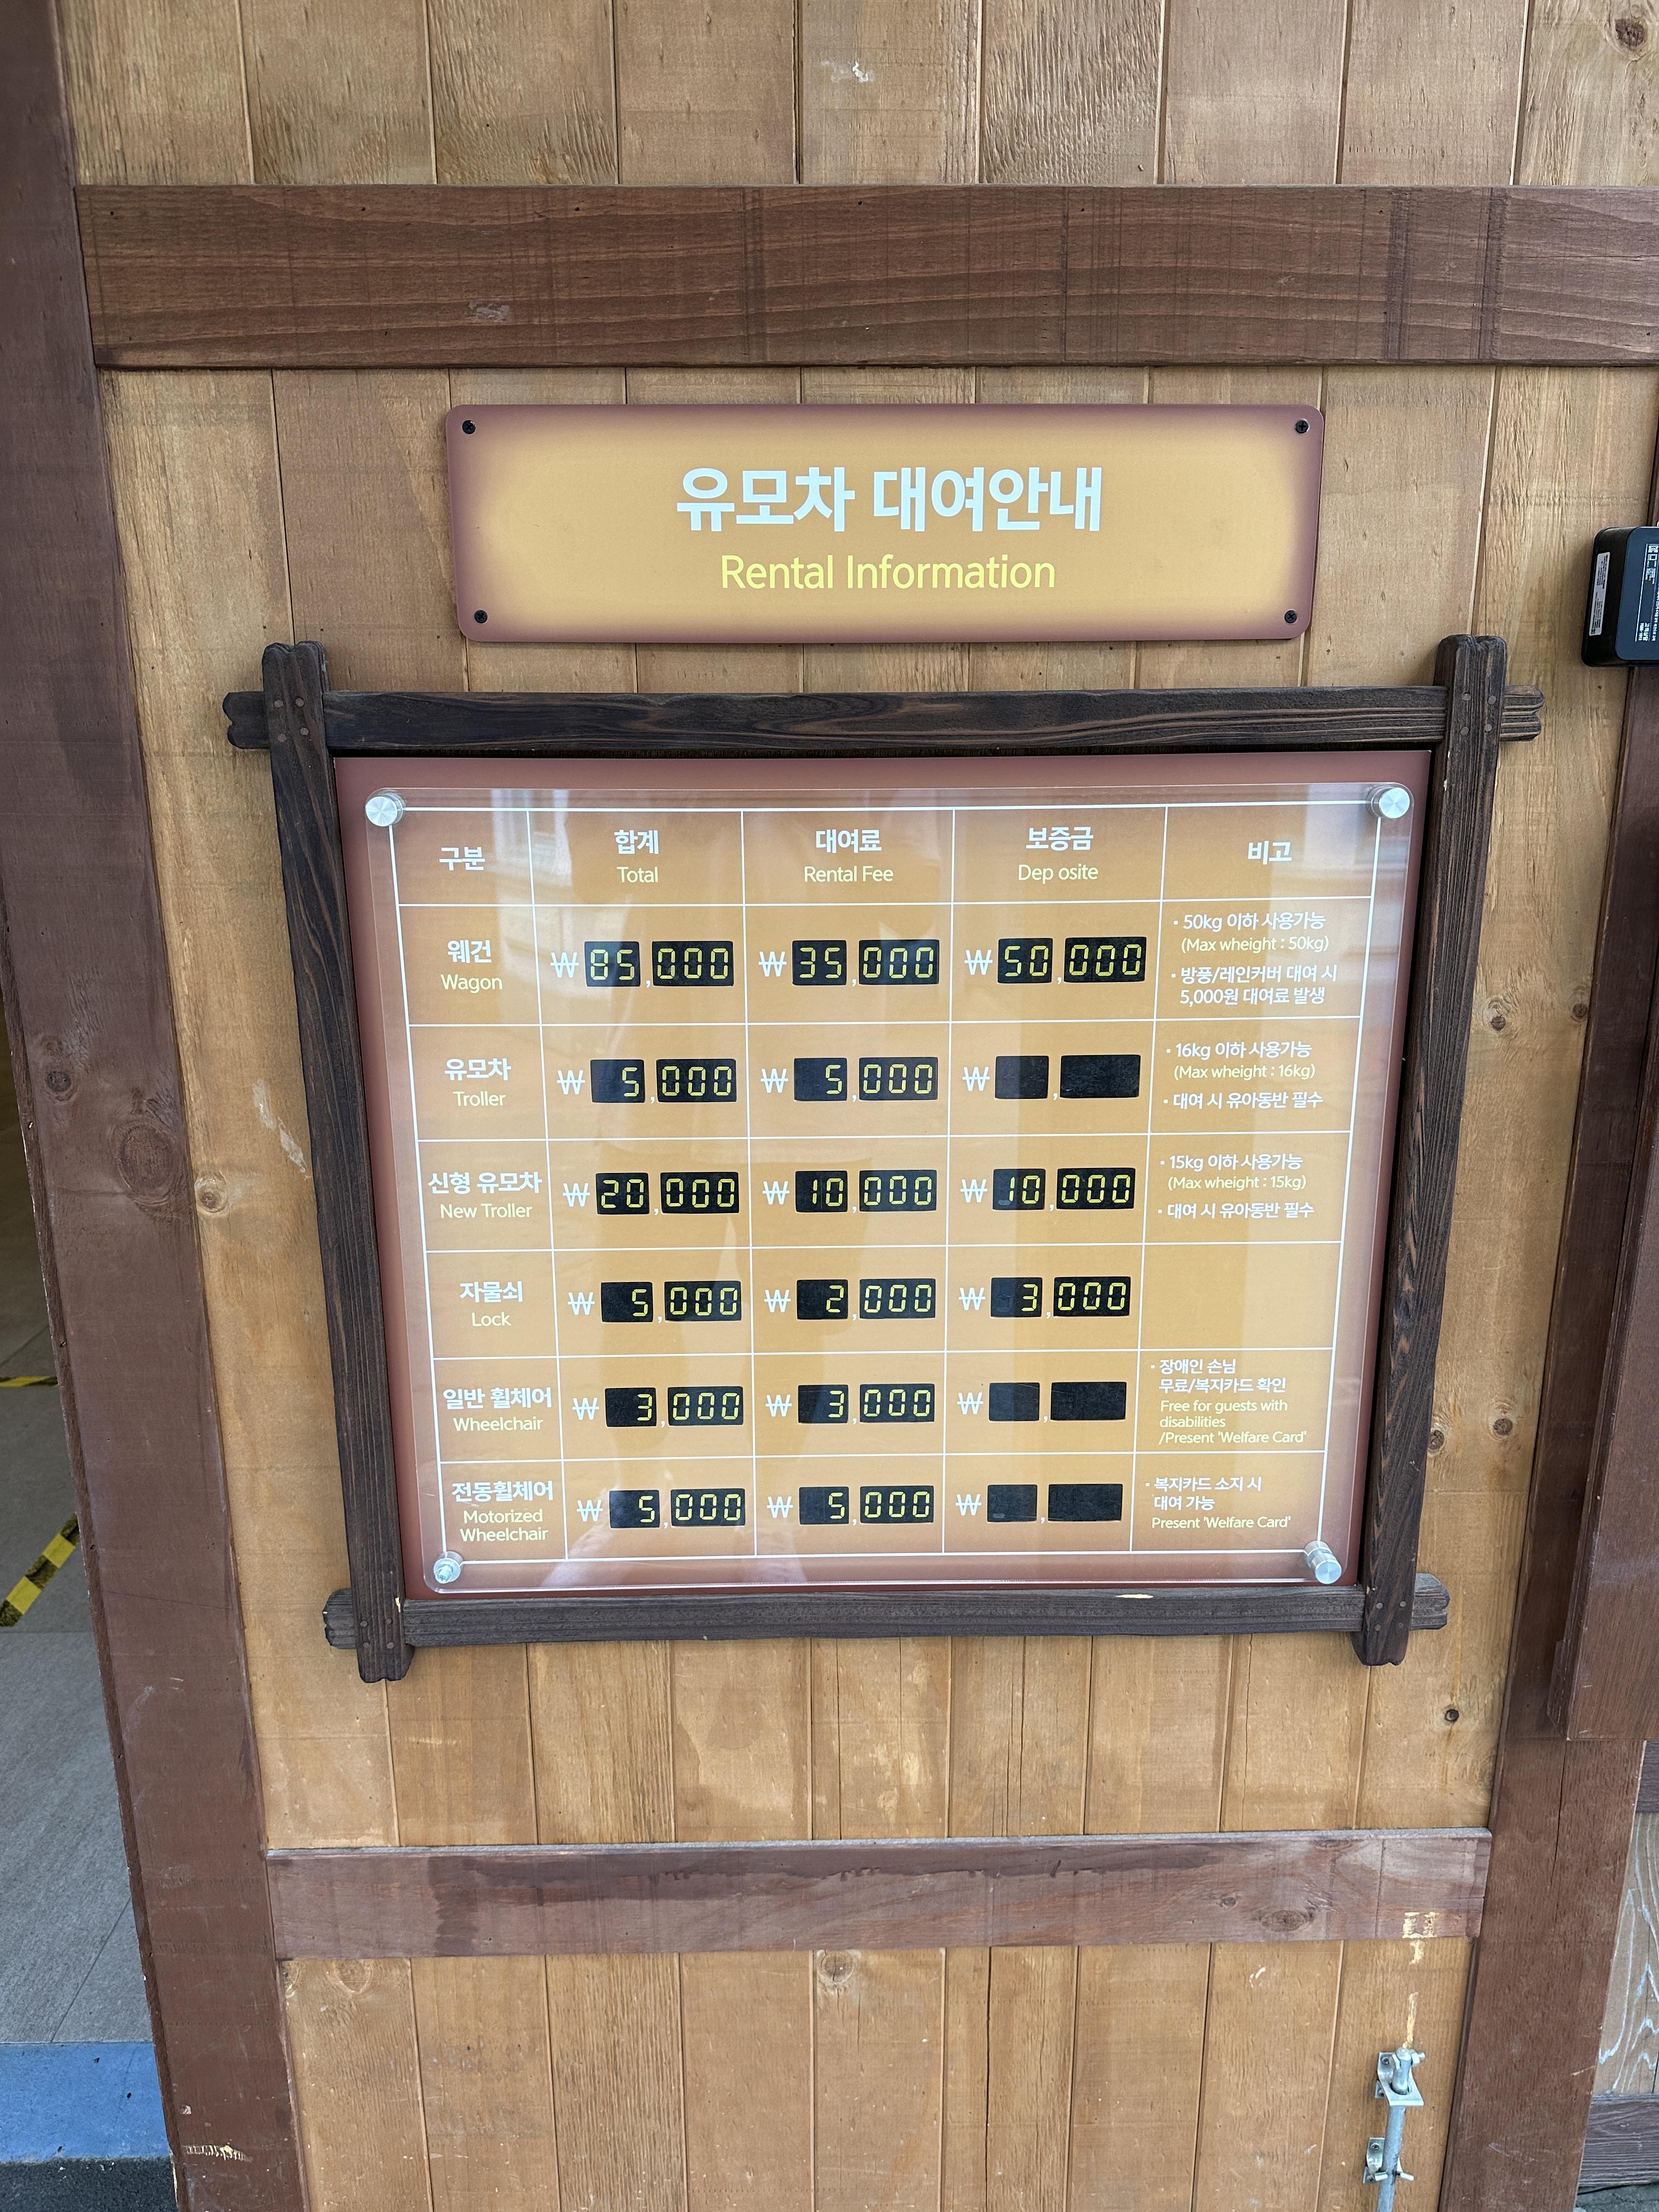 유모차 대여안내
Rental Information
구분
합계
Total
대여료
Rental Fee
보증금
Dep osite
비고
웨건
Wagon
₩ 85,000
₩ 35,000
₩ 50,000
• 50kg 이하 사용가능
(Max wheight : 50kg)
• 방풍/레인커버 대여 시
5,000원 대여료 발생
유모차
Troller
₩ 5,000
₩ 5,000
₩ ,
• 16kg 이하 사용가능
(Max wheight : 16kg)
• 대여 시 유아동반 필수
신형 유모차
New Troller
₩ 20,000
₩ 10,000
₩ 10,000
• 15kg 이하 사용가능
(Max wheight : 15kg)
• 대여 시 유아동반 필수
자물쇠
Lock
₩ 5,000
₩ 2,000
₩ 3,000
일반 휠체어
Wheelchair
₩ 3,000
₩ 3,000
₩ ,
• 장애인 손님
무료/복지카드 확인
Free for guests with
disabilities
/Present 'Welfare Card'
전동휠체어
Motorized
Wheelchair
₩ 5,000
₩ 5,000
₩ ,
• 복지카드 소지 시
대여 가능
Present 'Welfare Card'